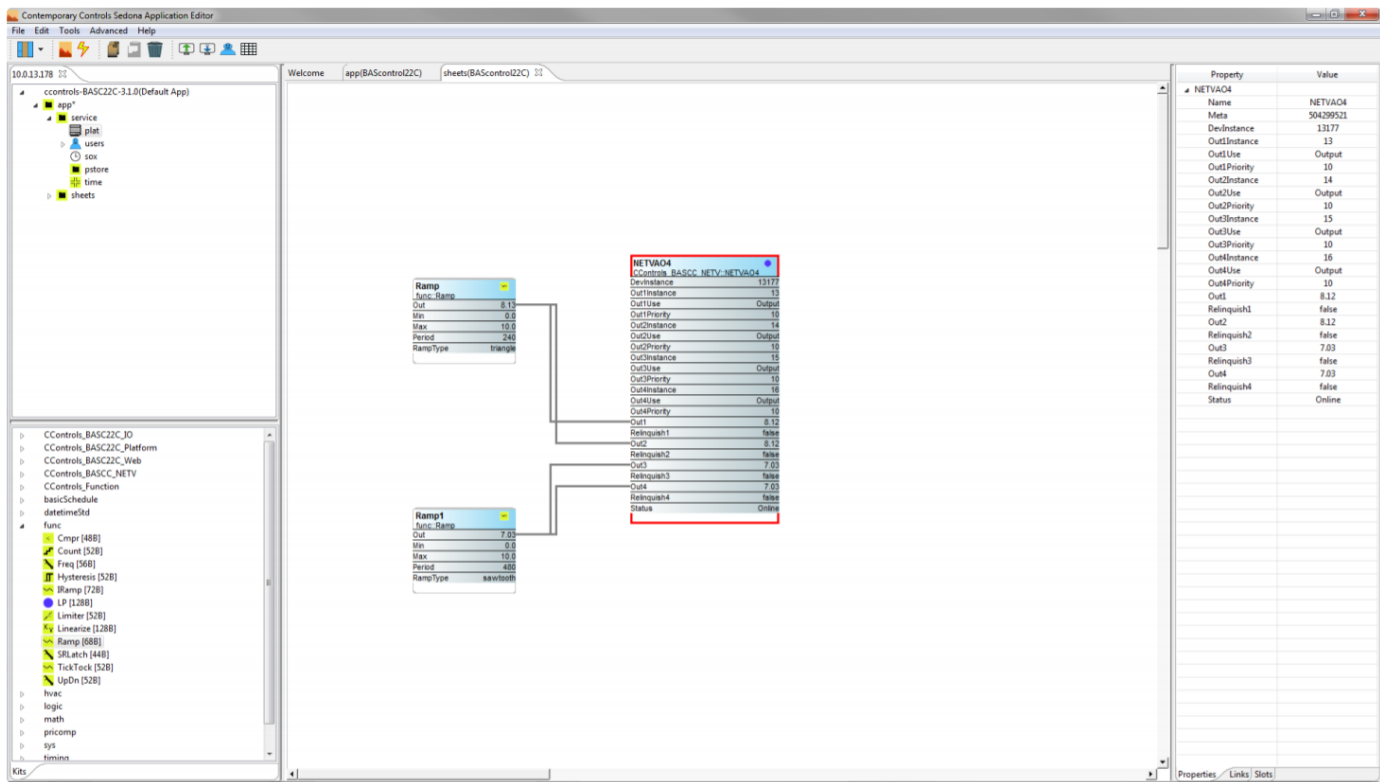 Contemporary Controls Sedona Application Editor
File Edit Tools Advanced Help
10.0.13.178
ccontrols-BASC22C-3.1.0(Default App)
app*
service
plat
users
sox
pstore
time
sheets
CControls_BASC22C_IO
CControls_BASC22C_Platform
CControls_BASC22C_Web
CControls_BASCC_NETV
CControls_Function
basicSchedule
datetimeStd
func
Cmpr [48B]
Count [52B]
Freq [56B]
Hysteresis [52B]
IRamp [72B]
LP [128B]
Limiter [52B]
Linearize [128B]
Ramp [68B]
SRLatch [44B]
TickTock [52B]
UpDn [52B]
hvac
logic
math
pricomp
sys
timing
Kits
Welcome app(BAScontrol22C) sheets(BAScontrol22C)
Ramp
func::Ramp
Out 8.13
Min 0.0
Max 10.0
Period 240
RampType triangle
Ramp1
func::Ramp
Out 7.03
Min 0.0
Max 10.0
Period 480
RampType sawtooth
NETVAO4
CControls_BASCC_NETV::NETVAO4
DevInstance 13177
Out1Instance 13
Out1Use Output
Out1Priority 10
Out2Instance 14
Out2Use Output
Out2Priority 10
Out3Instance 15
Out3Use Output
Out3Priority 10
Out4Instance 16
Out4Use Output
Out4Priority 10
Out1 8.12
Relinquish1 false
Out2 8.12
Relinquish2 false
Out3 7.03
Relinquish3 false
Out4 7.03
Relinquish4 false
Status Online
Property Value
NETVAO4
Name NETVAO4
Meta 504299521
DevInstance 13177
Out1Instance 13
Out1Use Output
Out1Priority 10
Out2Instance 14
Out2Use Output
Out2Priority 10
Out3Instance 15
Out3Use Output
Out3Priority 10
Out4Instance 16
Out4Use Output
Out4Priority 10
Out1 8.12
Relinquish1 false
Out2 8.12
Relinquish2 false
Out3 7.03
Relinquish3 false
Out4 7.03
Relinquish4 false
Status Online
Properties Links Slots